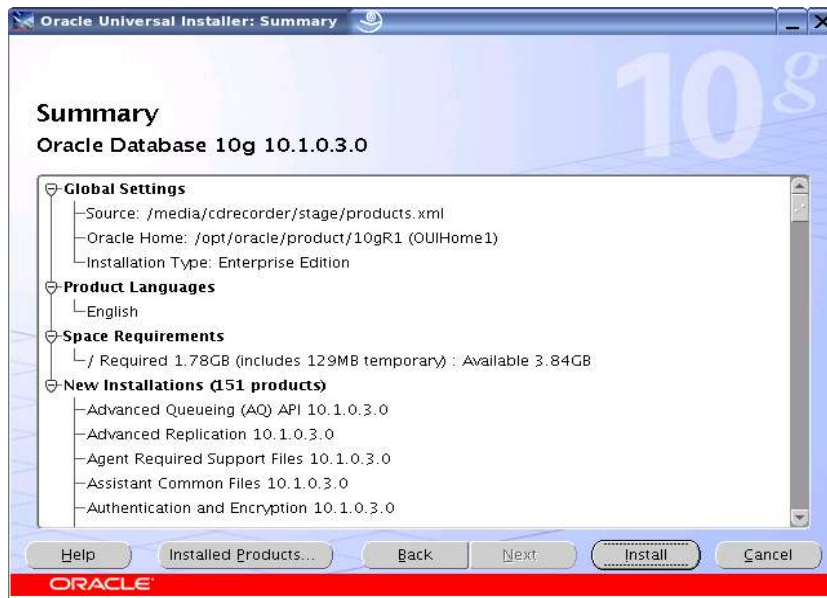 Oracle Universal Installer: Summary
10g
Summary
Oracle Database 10g 10.1.0.3.0
Global Settings
Source: /media/cdrecorder/stage/products.xml
Oracle Home: /opt/oracle/product/10gR1 (OUIHome1)
Installation Type: Enterprise Edition
Product Languages
English
Space Requirements
/ Required 1.78GB (includes 129MB temporary) : Available 3.84GB
New Installations (151 products)
Advanced Queueing (AQ) API 10.1.0.3.0
Advanced Replication 10.1.0.3.0
Agent Required Support Files 10.1.0.3.0
Assistant Common Files 10.1.0.3.0
Authentication and Encryption 10.1.0.3.0
Help Installed Products... Back Next Install Cancel
ORACLE